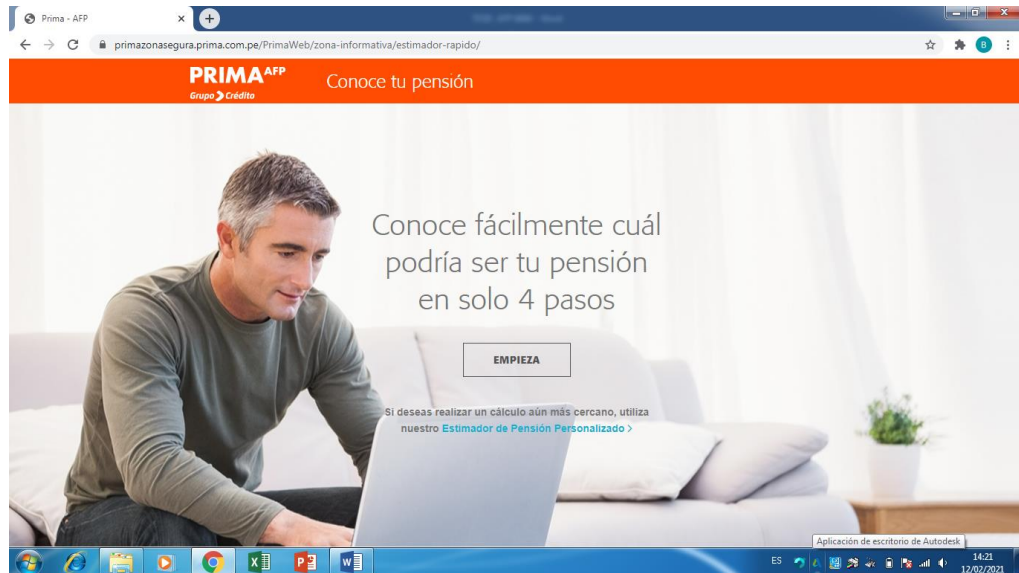 Prima - AFP
primazonasegura.prima.com.pe/PrimaWeb/zona-informativa/estimador-rapido/
B
PRIMA AFP
Grupo Crédito
Conoce tu pensión
Conoce fácilmente cuál
podría ser tu pensión
en solo 4 pasos
EMPIEZA
Si deseas realizar un cálculo aún más cercano, utiliza
nuestro Estimador de Pensión Personalizado >
Aplicación de escritorio de Autodesk
ES
14:21
12/02/2021